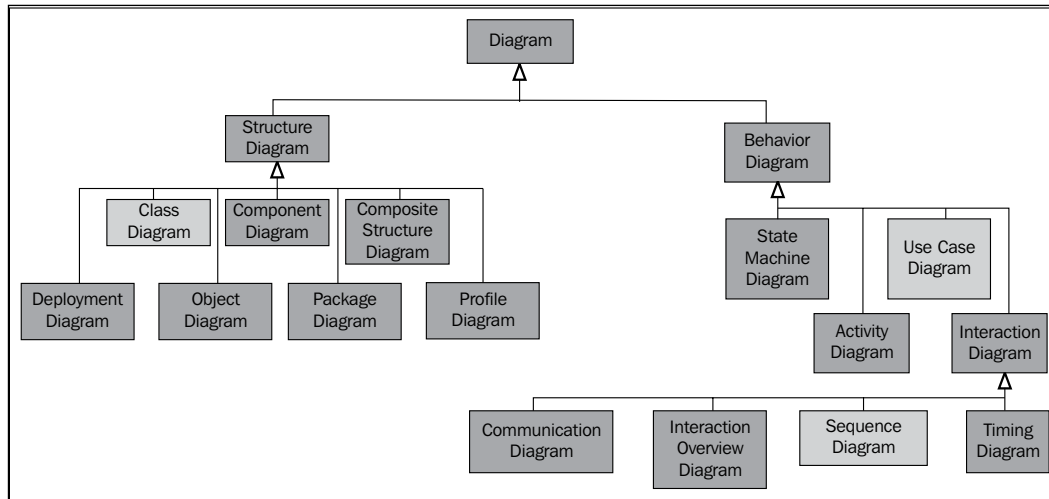 Diagram
Structure
Diagram
Behavior
Diagram
Class
Diagram
Component
Diagram
Composite
Structure
Diagram
State
Machine
Diagram
Use Case
Diagram
Deployment
Diagram
Object
Diagram
Package
Diagram
Profile
Diagram
Activity
Diagram
Interaction
Diagram
Communication
Diagram
Interaction
Overview
Diagram
Sequence
Diagram
Timing
Diagram